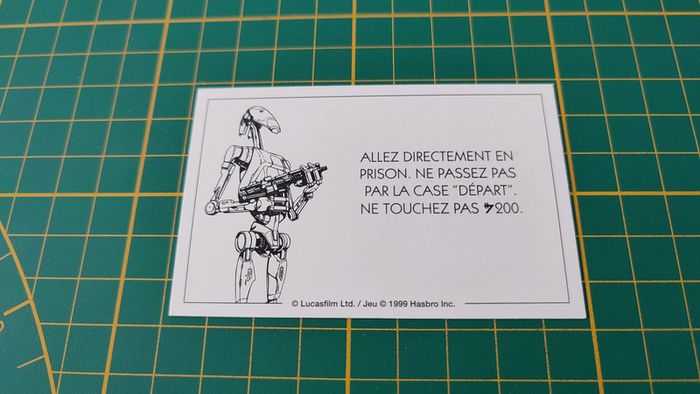 ALLEZ DIRECTEMENT EN
PRISON. NE PASSEZ PAS
PAR LA CASE “DÉPART”.
NE TOUCHEZ PAS 200.
© Lucasfilm Ltd. / Jeu © 1999 Hasbro Inc.